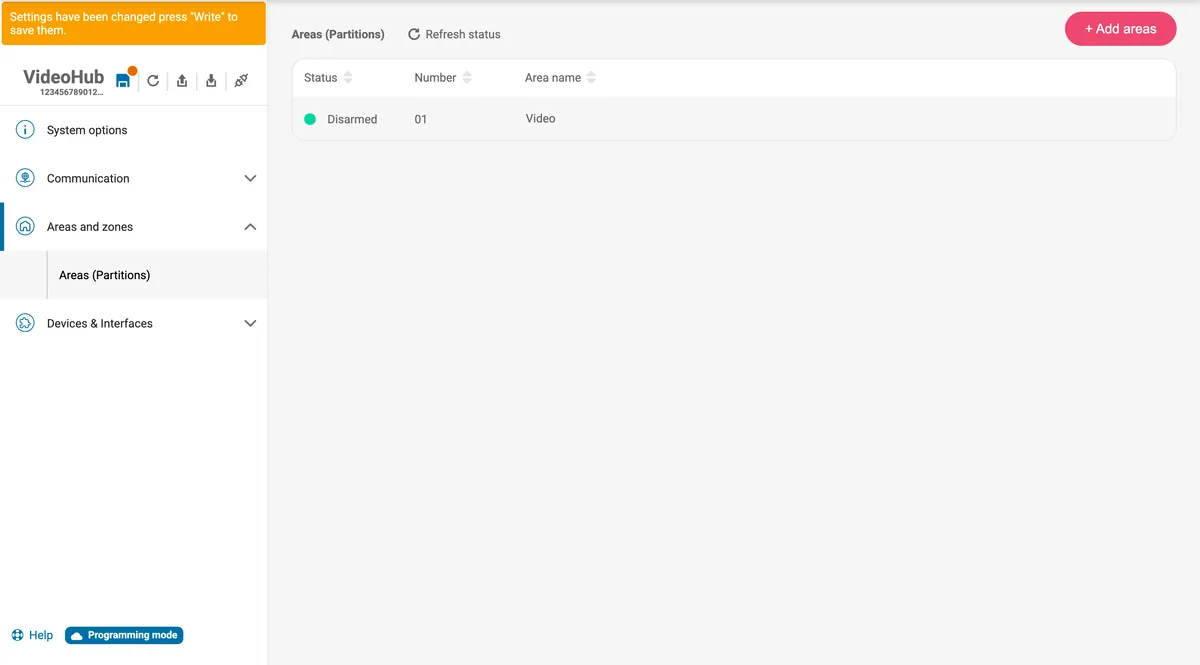 Settings have been changed press "Write" to
save them.
VideoHub
123456789012...
System options
Communication
Areas and zones
Areas (Partitions)
Devices & Interfaces
Help
Programming mode
Areas (Partitions)
Refresh status
+ Add areas
Status
Number
Area name
Disarmed
01
Video